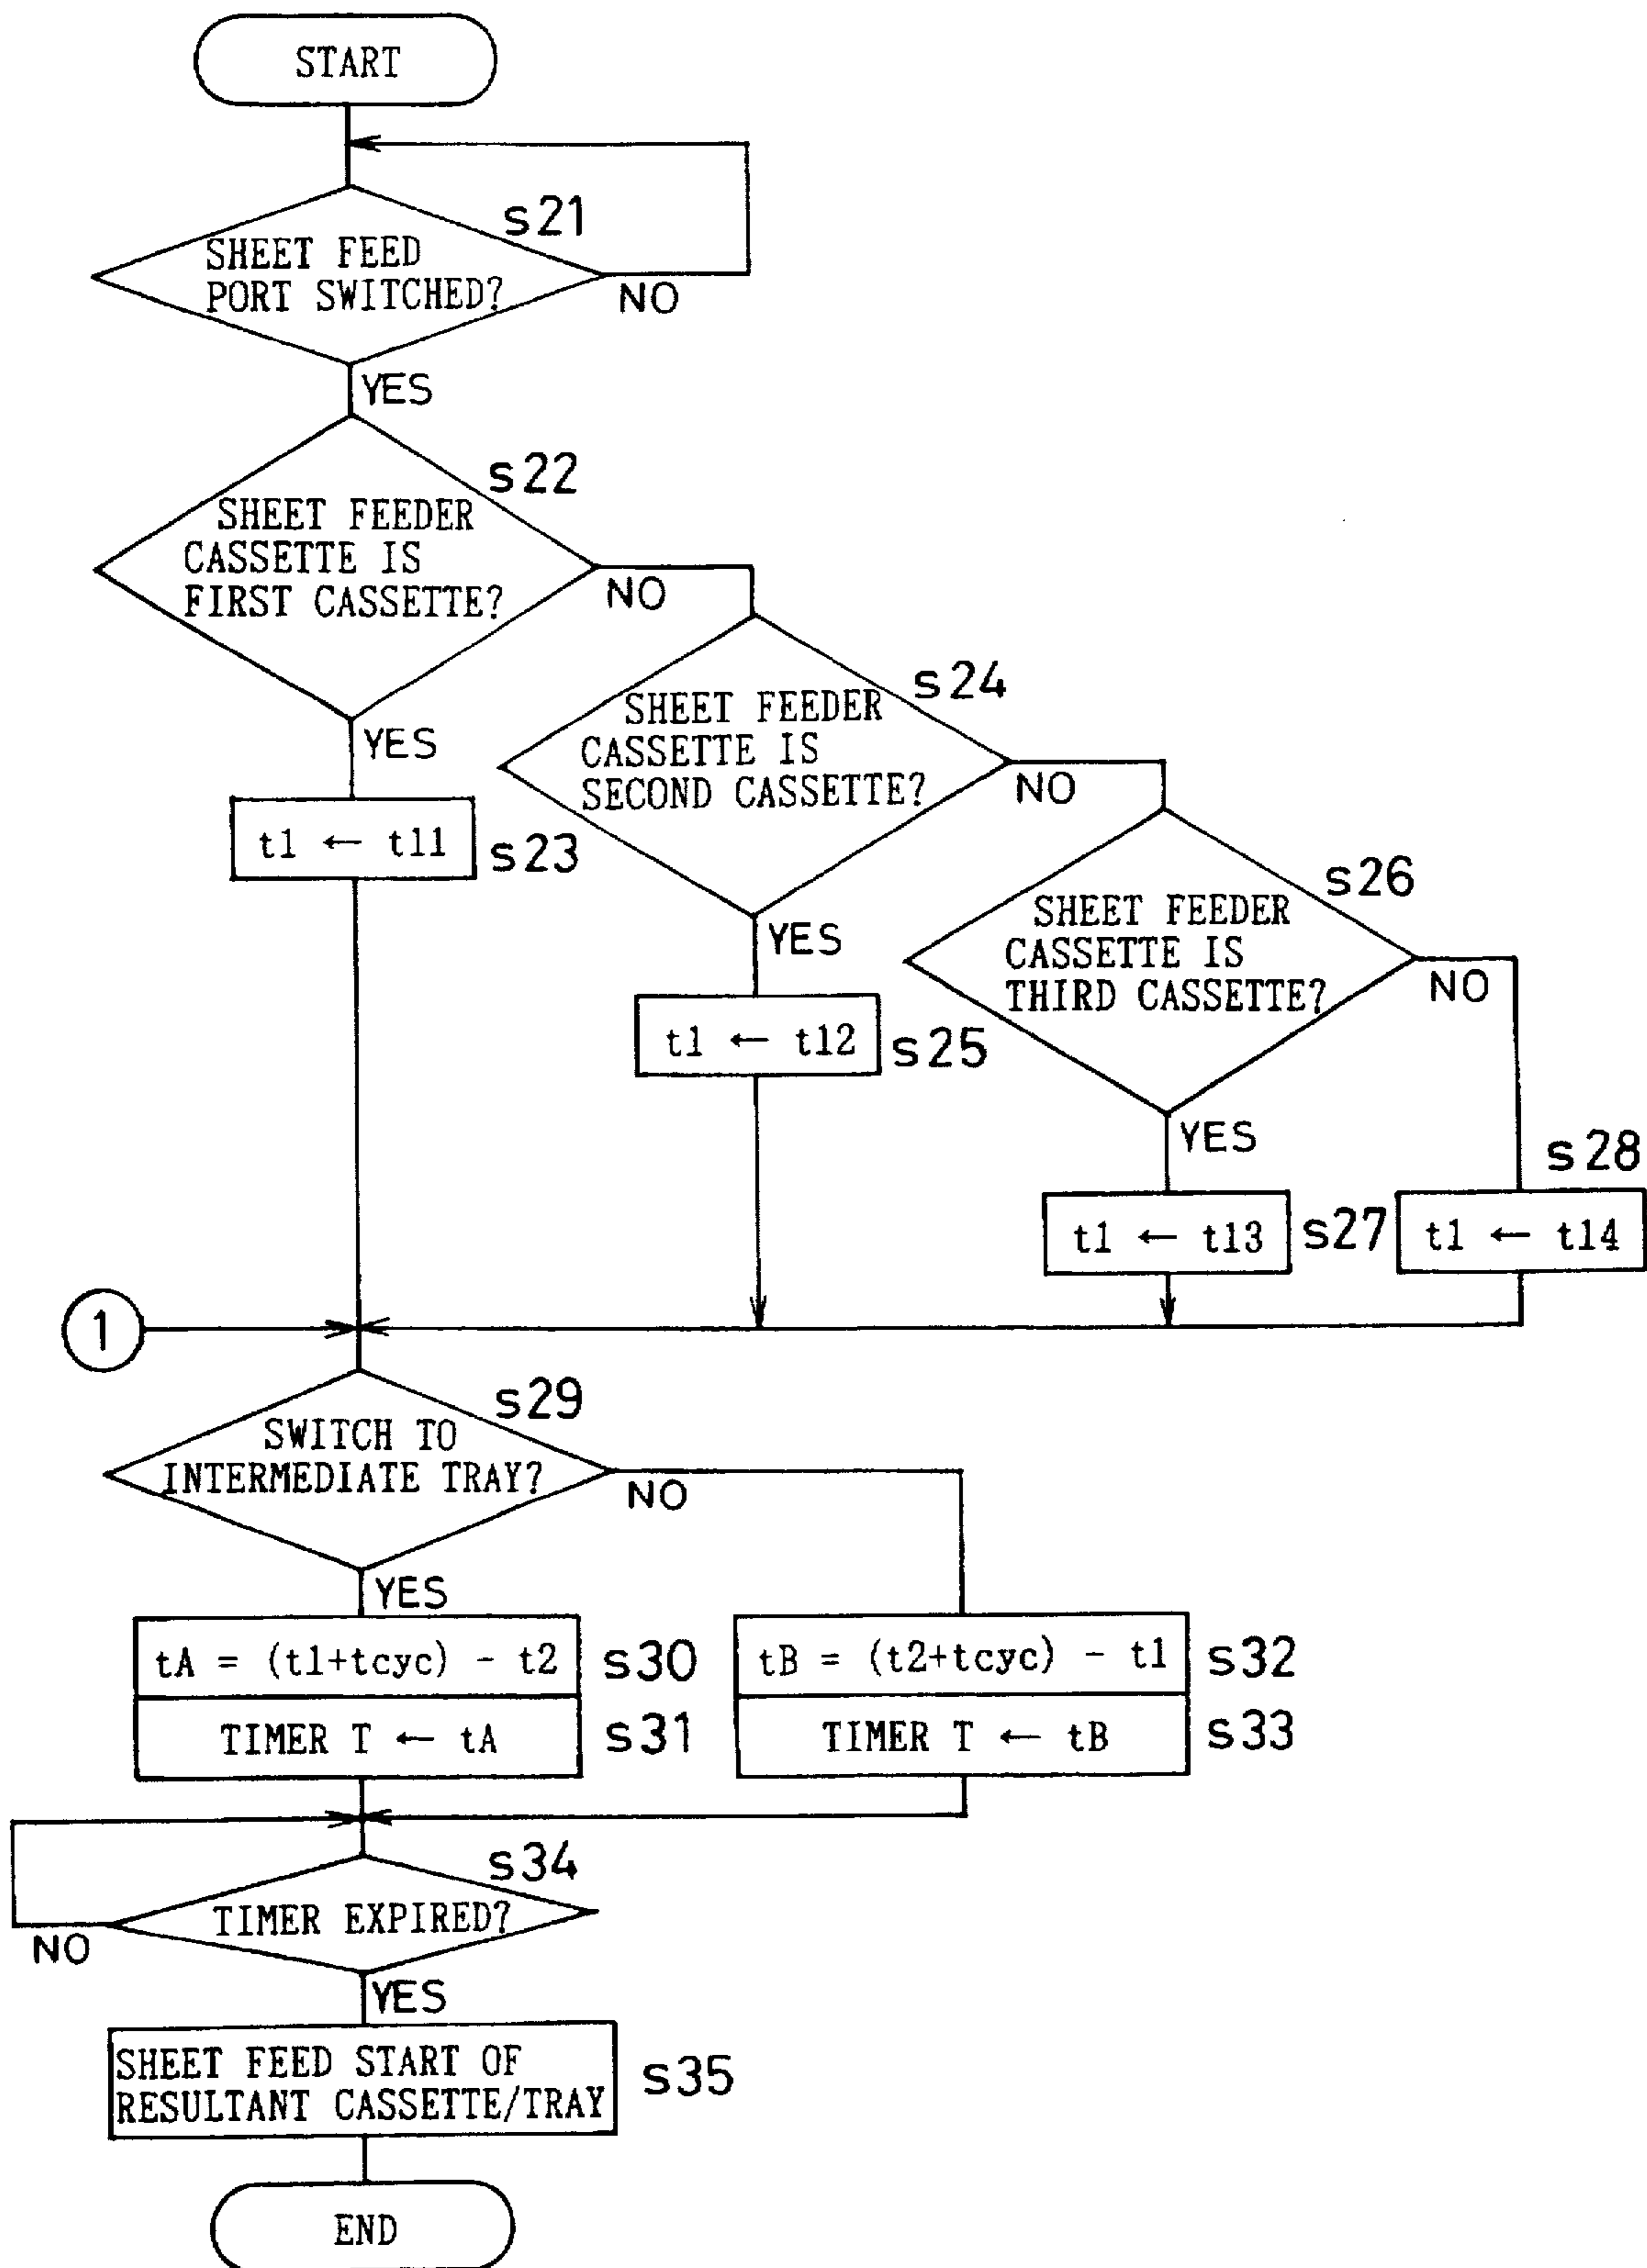 START
s21
SHEET FEED
PORT SWITCHED?
NO
YES
s22
SHEET FEEDER
CASSETTE IS
FIRST CASSETTE?
NO
YES
s24
SHEET FEEDER
CASSETTE IS
SECOND CASSETTE?
NO
YES
t1 ← t11
s23
s26
SHEET FEEDER
CASSETTE IS
THIRD CASSETTE?
NO
YES
t1 ← t12
s25
s28
t1 ← t13
s27
t1 ← t14
1
s29
SWITCH TO
INTERMEDIATE TRAY?
NO
YES
tA = (t1+tcyc) - t2
s30
tB = (t2+tcyc) - t1
s32
TIMER T ← tA
s31
TIMER T ← tB
s33
s34
TIMER EXPIRED?
NO
YES
SHEET FEED START OF
RESULTANT CASSETTE/TRAY
s35
END